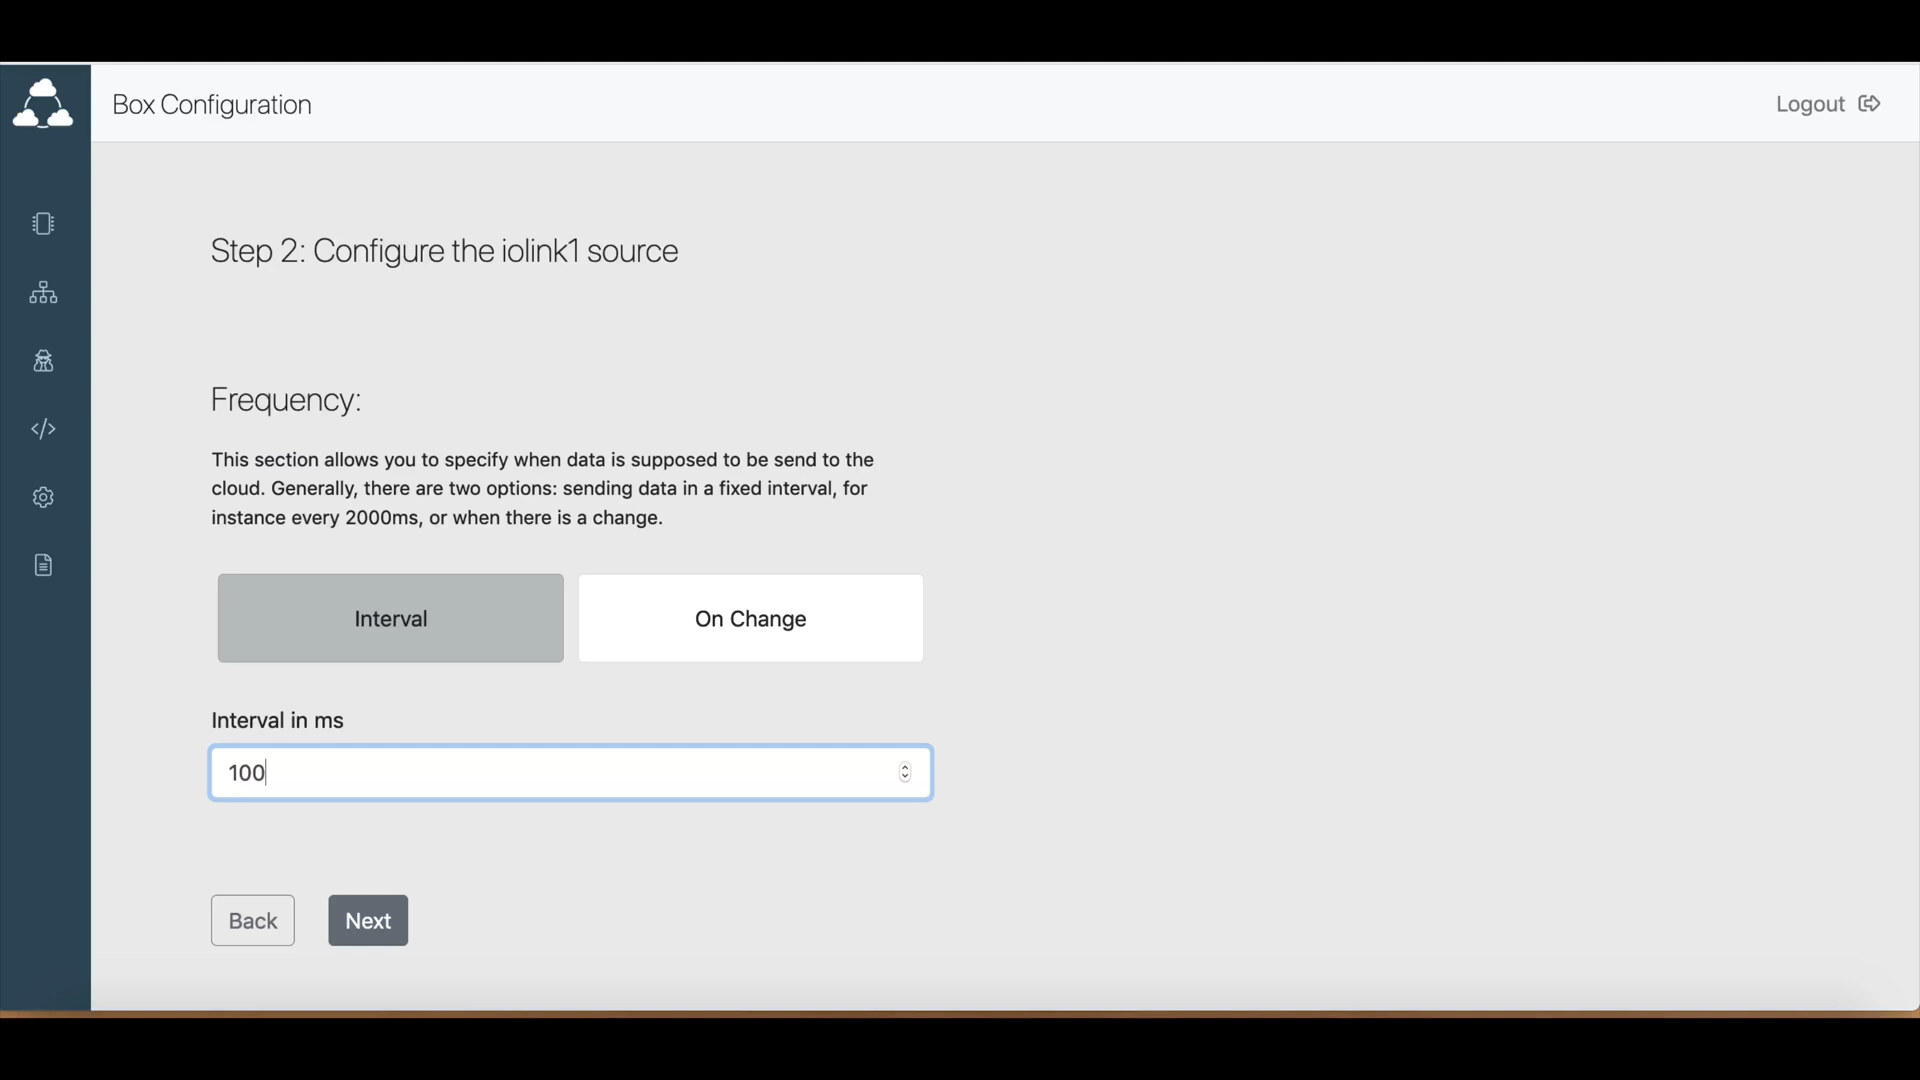 Box Configuration
Logout
Step 2: Configure the iolink1 source
Frequency:
This section allows you to specify when data is supposed to be send to the
cloud. Generally, there are two options: sending data in a fixed interval, for
instance every 2000ms, or when there is a change.
Interval
On Change
Interval in ms
100
Back
Next